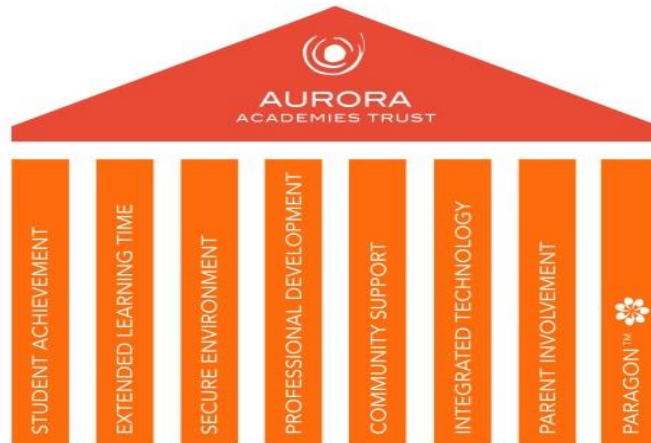 AURORA
ACADEMIES TRUST
STUDENT ACHIEVEMENT
EXTENDED LEARNING TIME
SECURE ENVIRONMENT
PROFESSIONAL DEVELOPMENT
COMMUNITY SUPPORT
INTEGRATED TECHNOLOGY
PARENT INVOLVEMENT
PARAGON™